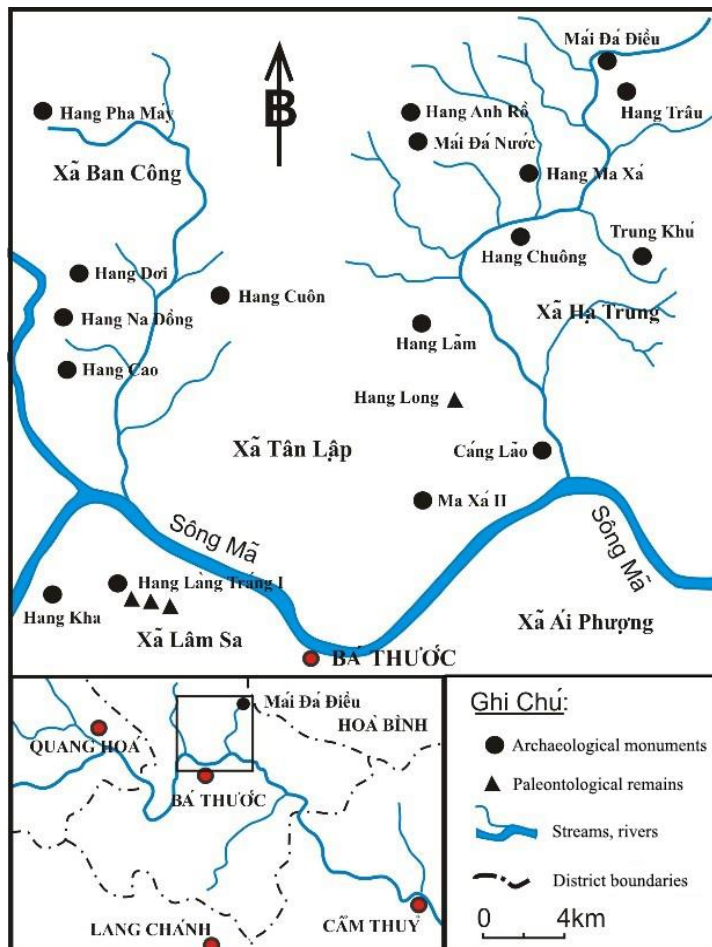 Mái Đá Điều
Hang Pha Máy
Hang Anh Rồ
Hang Trâu
B
Mái Đá Nước
Xã Ban Công
Hang Ma Xá
Trung Khú
Hang Chuông
Hang Dơi
Hang Cuôn
Xã Hạ Trung
Hang Na Dồng
Hang Lằm
Hang Cao
Hang Long
Xã Tân Lập
Cáng Lão
Ma Xá II
Sông Mã
Sông Mã
Hang Làng Tráng I
Hang Kha
Xã Lâm Sa
Xã Ái Phượng
BÁ THƯỚC
Mái Đá Điều
HOÀ BÌNH
QUANG HOÁ
BÁ THƯỚC
LANG CHÁNH
CẨM THUỶ
Ghi Chú:
Archaeological monuments
Paleontological remains
Streams, rivers
District boundaries
0 4km